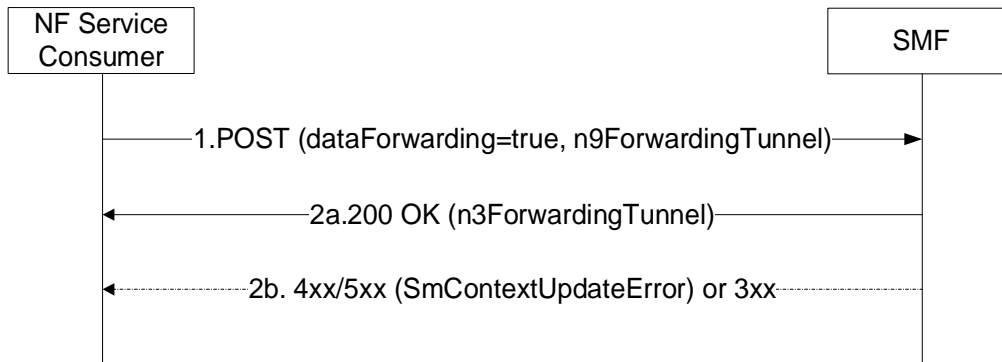 NF Service
Consumer
SMF
1.POST (dataForwarding=true, n9ForwardingTunnel)
2a.200 OK (n3ForwardingTunnel)
2b. 4xx/5xx (SmContextUpdateError) or 3xx